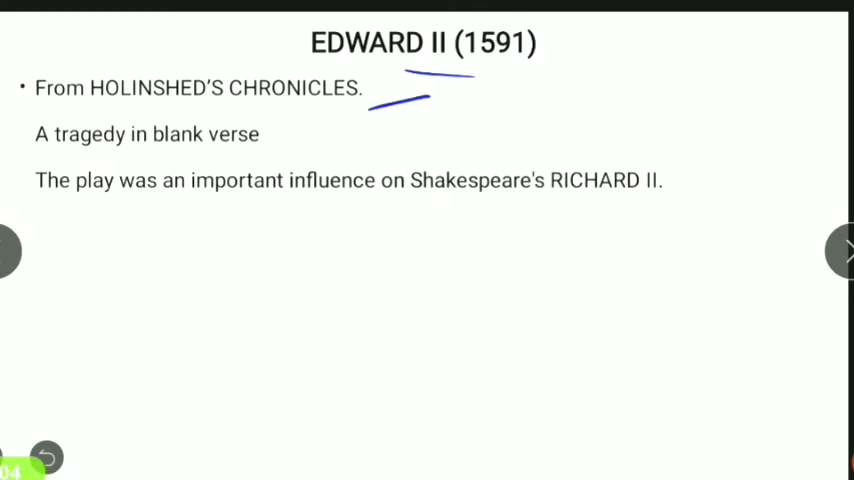 EDWARD II (1591)
• From HOLINSHED'S CHRONICLES.
A tragedy in blank verse
The play was an important influence on Shakespeare's RICHARD II.
04